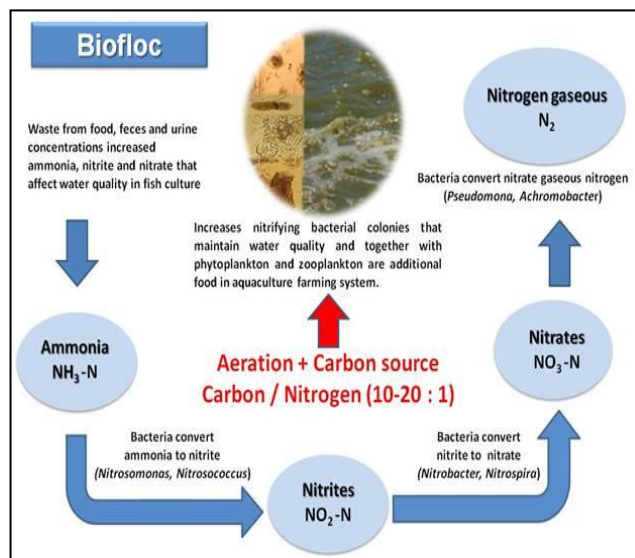 Biofloc
Waste from food, feces and urine
concentrations increased
ammonia, nitrite and nitrate that
affect water quality in fish culture
Increases nitrifying bacterial colonies that
maintain water quality and together with
phytoplankton and zooplankton are additional
food in aquaculture farming system.
Nitrogen gaseous
N₂
Bacteria convert nitrate gaseous nitrogen
(Pseudomona, Achromobacter)
Ammonia
NH₃-N
Aeration + Carbon source
Carbon / Nitrogen (10-20 : 1)
Nitrates
NO₃-N
Bacteria convert
ammonia to nitrite
(Nitrosomonas, Nitrosococcus)
Nitrites
NO₂-N
Bacteria convert
nitrite to nitrate
(Nitrobacter, Nitrospira)